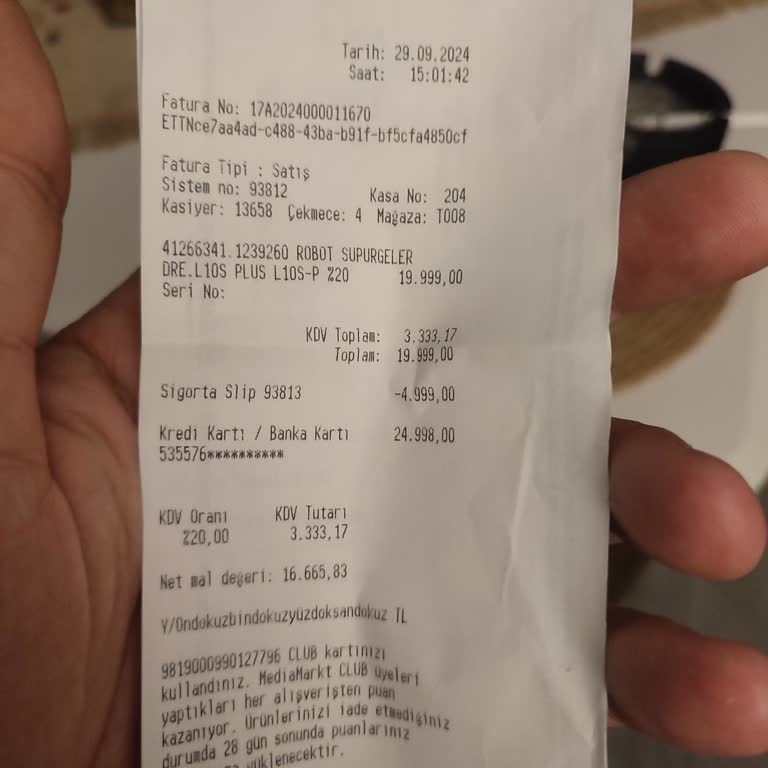 Tarih: 29.09.2024
Saat: 15:01:42
Fatura No: 17A2024000011670
ETTNce7aa4ad-c488-43ba-b91f-bf5cfa4850cf
Fatura Tipi : Satış
Sistem no: 93812 Kasa No: 204
Kasiyer: 13658 Çekmece: 4 Mağaza: T008
41266341.1239260 ROBOT SUPURGELER
DRE.L10S PLUS L10S-P %20 19.999,00
Seri No:
KDV Toplam: 3.333,17
Toplam: 19.999,00
Sigorta Slip 93813 -4.999,00
Kredi Kartı / Banka Kartı 24.998,00
535576**********
KDV Oranı KDV Tutarı
%20,00 3.333,17
Net mal değeri: 16.665,83
Y/Ondokuzbindokuzyüzdoksandokuz TL
9819000990127796 CLUB kartınızı
kullandınız. MediaMarkt CLUB üyeleri
yaptıkları her alışverişten puan
kazanıyor. Ürünlerinizi iade etmediğiniz
durumda 28 gün sonunda puanlarınız
yüklenecektir.